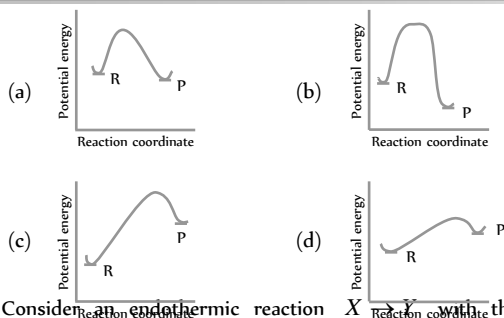 (a) Potential energy R P Reaction coordinate
(b) Potential energy R P Reaction coordinate
(c) Potential energy R P Reaction coordinate
(d) Potential energy R P Reaction coordinate
Consider an endothermic reaction X → Y with th